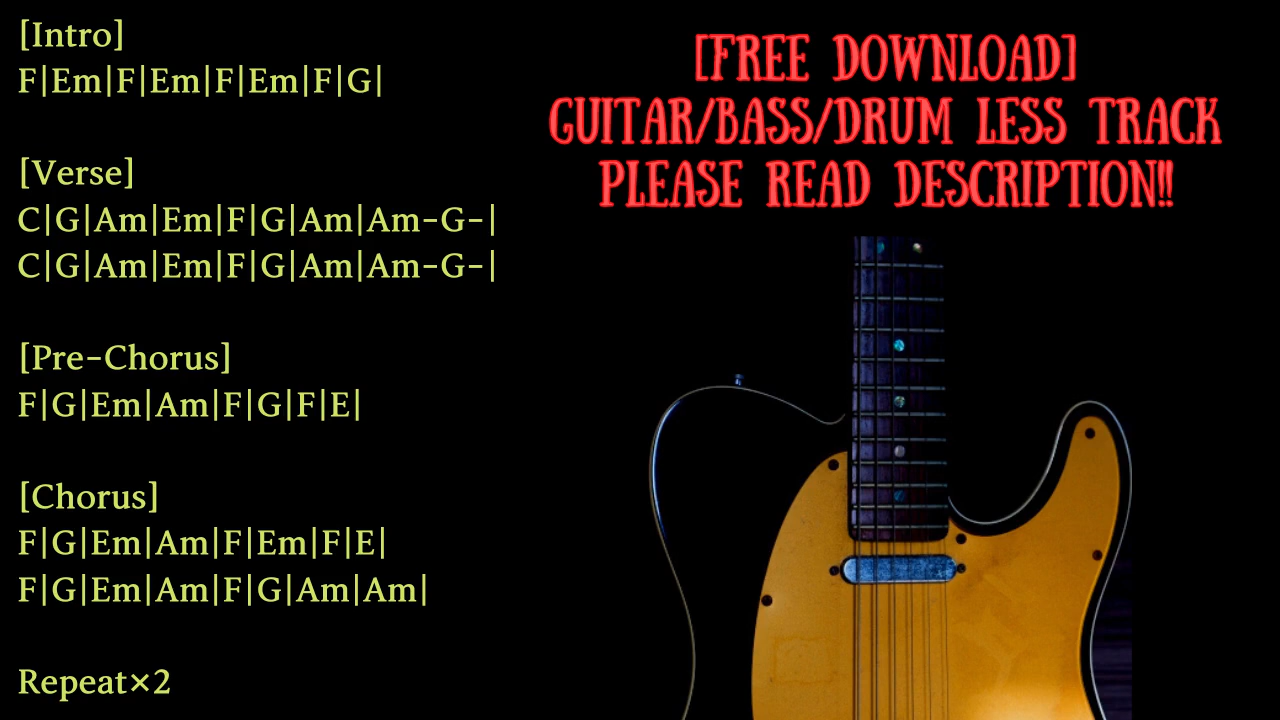 [Intro]
F|Em|F|Em|F|Em|F|G|
[Verse]
C|G|Am|Em|F|G|Am|Am-G-|
C|G|Am|Em|F|G|Am|Am-G-|
[Pre-Chorus]
F|G|Em|Am|F|G|F|E|
[Chorus]
F|G|Em|Am|F|Em|F|E|
F|G|Em|Am|F|G|Am|Am|
Repeat×2
[FREE DOWNLOAD]
GUITAR/BASS/DRUM LESS TRACK
PLEASE READ DESCRIPTION!!